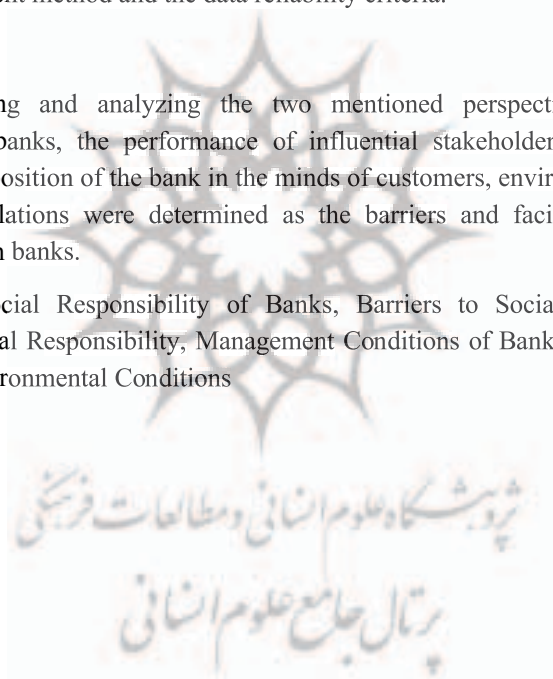 ent method and the data reliability criteria.
ng and analyzing the two mentioned perspecti
banks, the performance of influential stakeholder
osition of the bank in the minds of customers, envir
lations were determined as the barriers and faci
n banks.
ocial Responsibility of Banks, Barriers to Socia
al Responsibility, Management Conditions of Bank
ronmental Conditions
پژوهشگاه علوم انسانی و مطالعات فرهنگی
پرتال جامع علوم انسانی